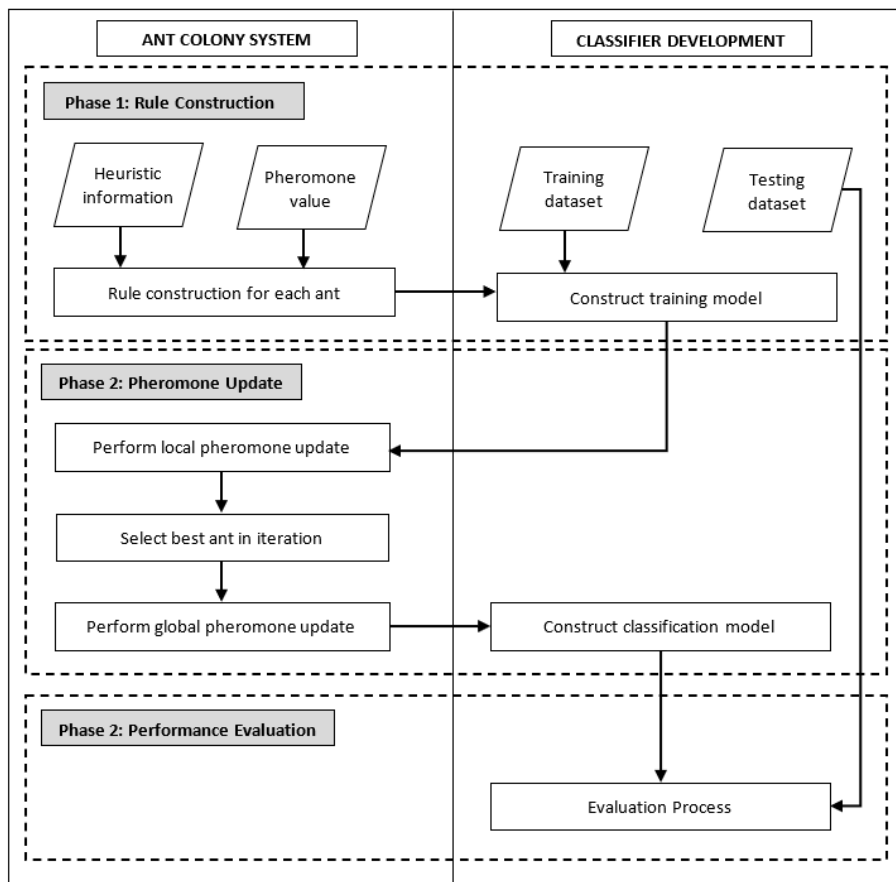 ANT COLONY SYSTEM
CLASSIFIER DEVELOPMENT
Phase 1: Rule Construction
Heuristic
information
Pheromone
value
Training
dataset
Testing
dataset
Rule construction for each ant
Construct training model
Phase 2: Pheromone Update
Perform local pheromone update
Select best ant in iteration
Perform global pheromone update
Construct classification model
Phase 2: Performance Evaluation
Evaluation Process